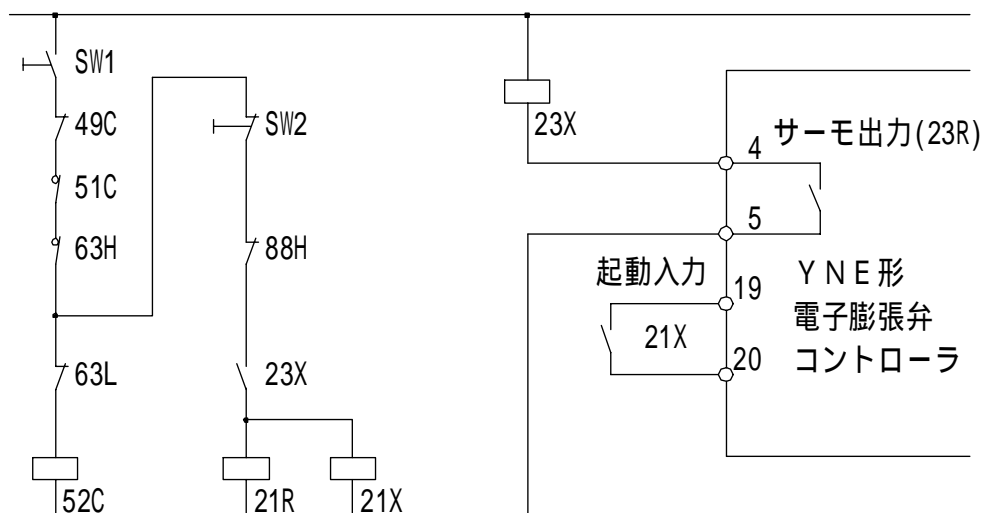 SW1
49C
51C
63H
63L
52C
SW2
88H
23X
21R
21X
23X
サーモ出力(23R)
4
5
起動入力
19
21X
20
YNE形
電子膨張弁
コントローラ